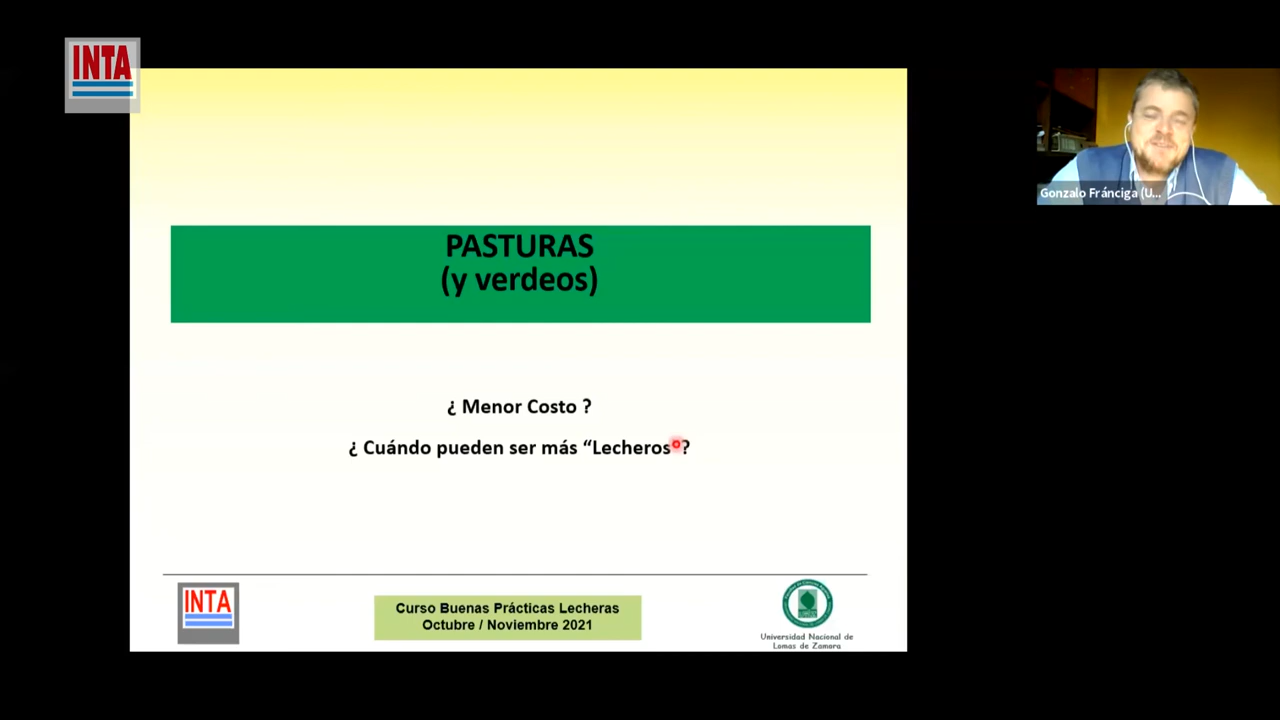 INTA
PASTURAS
(y verdeos)
¿ Menor Costo ?
¿ Cuándo pueden ser más “Lecheros”?
INTA
Curso Buenas Prácticas Lecheras
Octubre / Noviembre 2021
Universidad Nacional de
Lomas de Zamora
Gonzalo Fránciga (U...